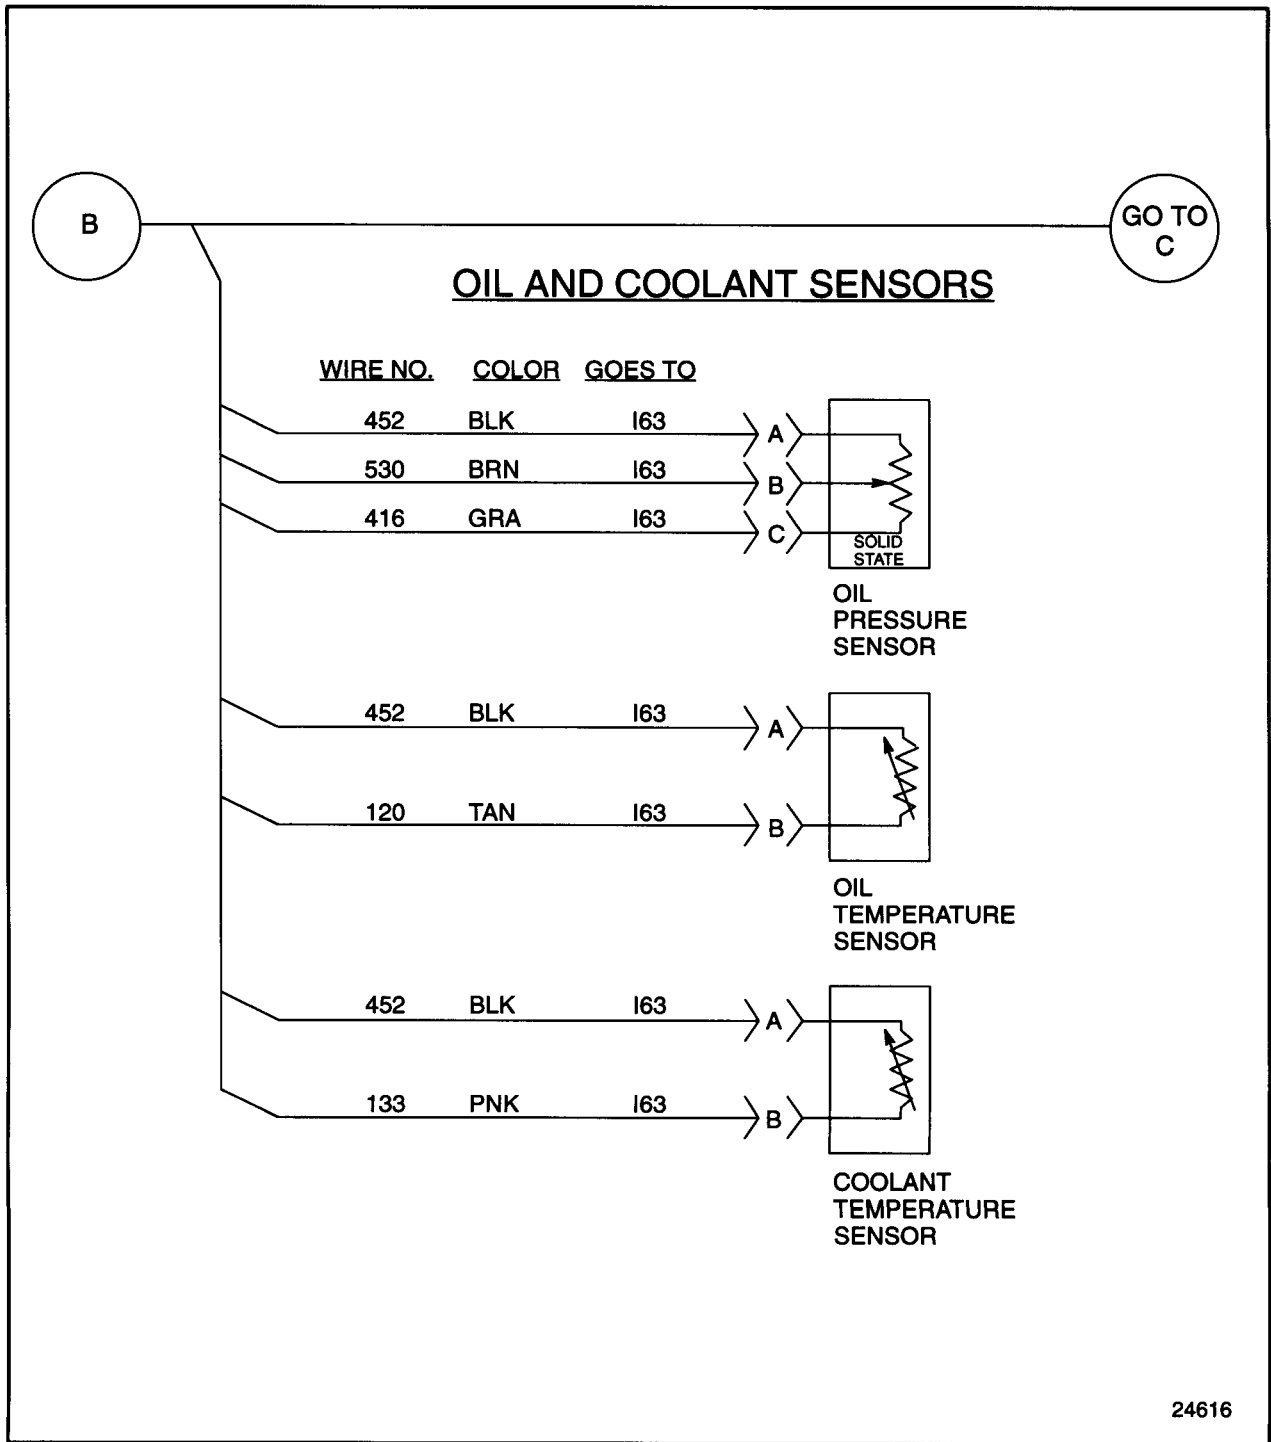 B
GO TO
C
OIL AND COOLANT SENSORS
WIRE NO. COLOR GOES TO
452 BLK I63 A
530 BRN I63 B
416 GRA I63 C
SOLID
STATE
OIL
PRESSURE
SENSOR
452 BLK I63 A
120 TAN I63 B
OIL
TEMPERATURE
SENSOR
452 BLK I63 A
133 PNK I63 B
COOLANT
TEMPERATURE
SENSOR
24616